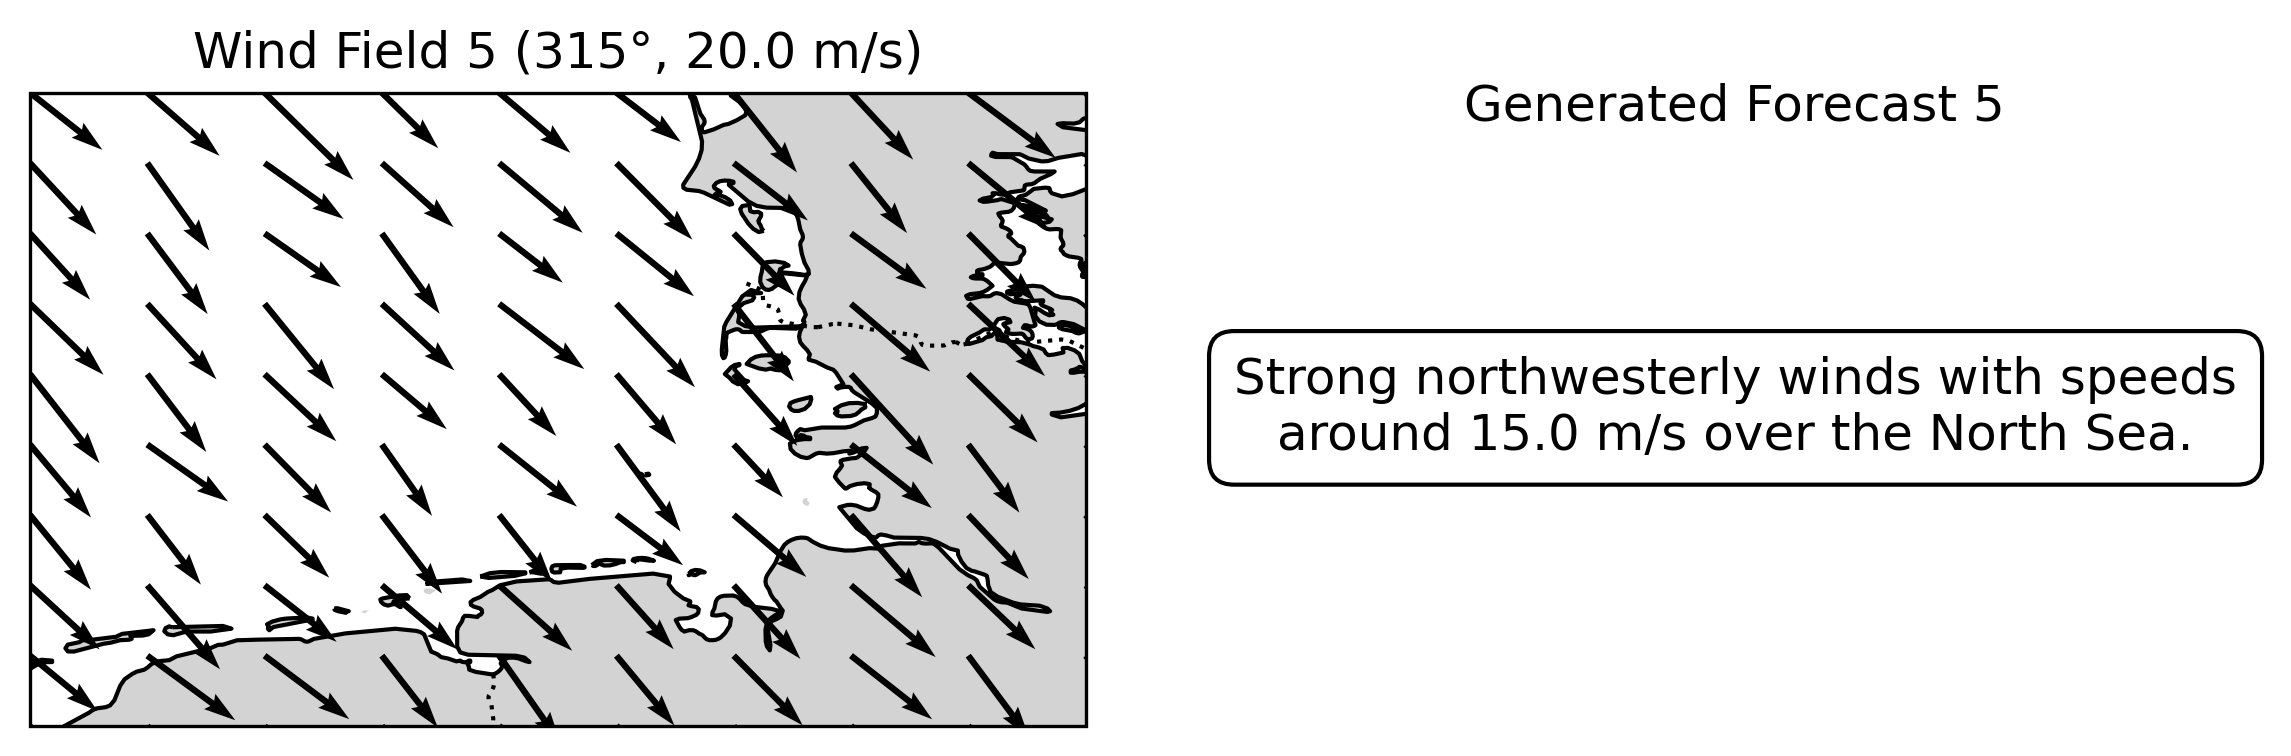 Wind Field 5 (315°, 20.0 m/s)
Generated Forecast 5
Strong northwesterly winds with speeds
around 15.0 m/s over the North Sea.